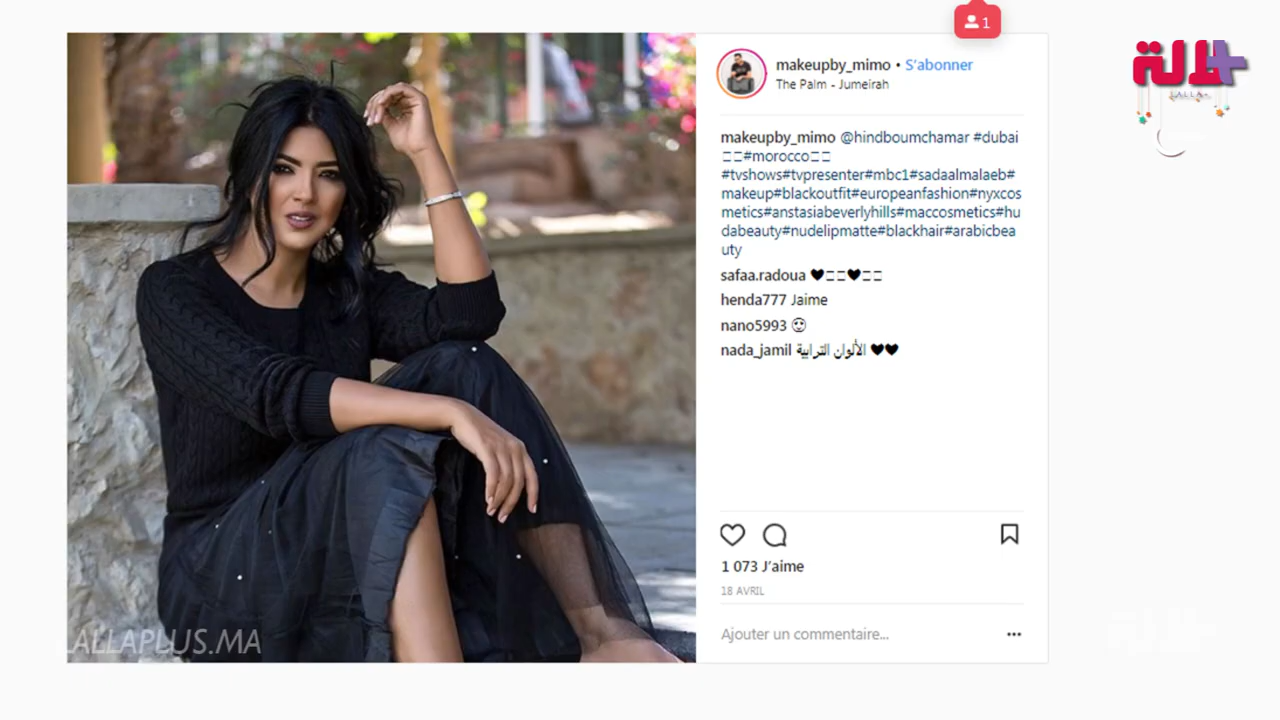 1
لالة+
LALLA+
makeupby_mimo • S'abonner
The Palm - Jumeirah
makeupby_mimo @hindboumchamar #dubai
#morocco
#tvshows#tvpresenter#mbc1#sadaalmalaeb#
makeup#blackoutfit#europeanfashion#nyxcos
metics#anstasiabeverlyhills#maccosmetics#hu
dabeauty#nudelipmatte#blackhair#arabicbea
uty
safaa.radoua ♥♥
henda777 Jaime
nano5993 😍
nada_jamil الألوان الترابية ♥♥
1 073 J'aime
18 AVRIL
Ajouter un commentaire...
LALLAPLUS.MA